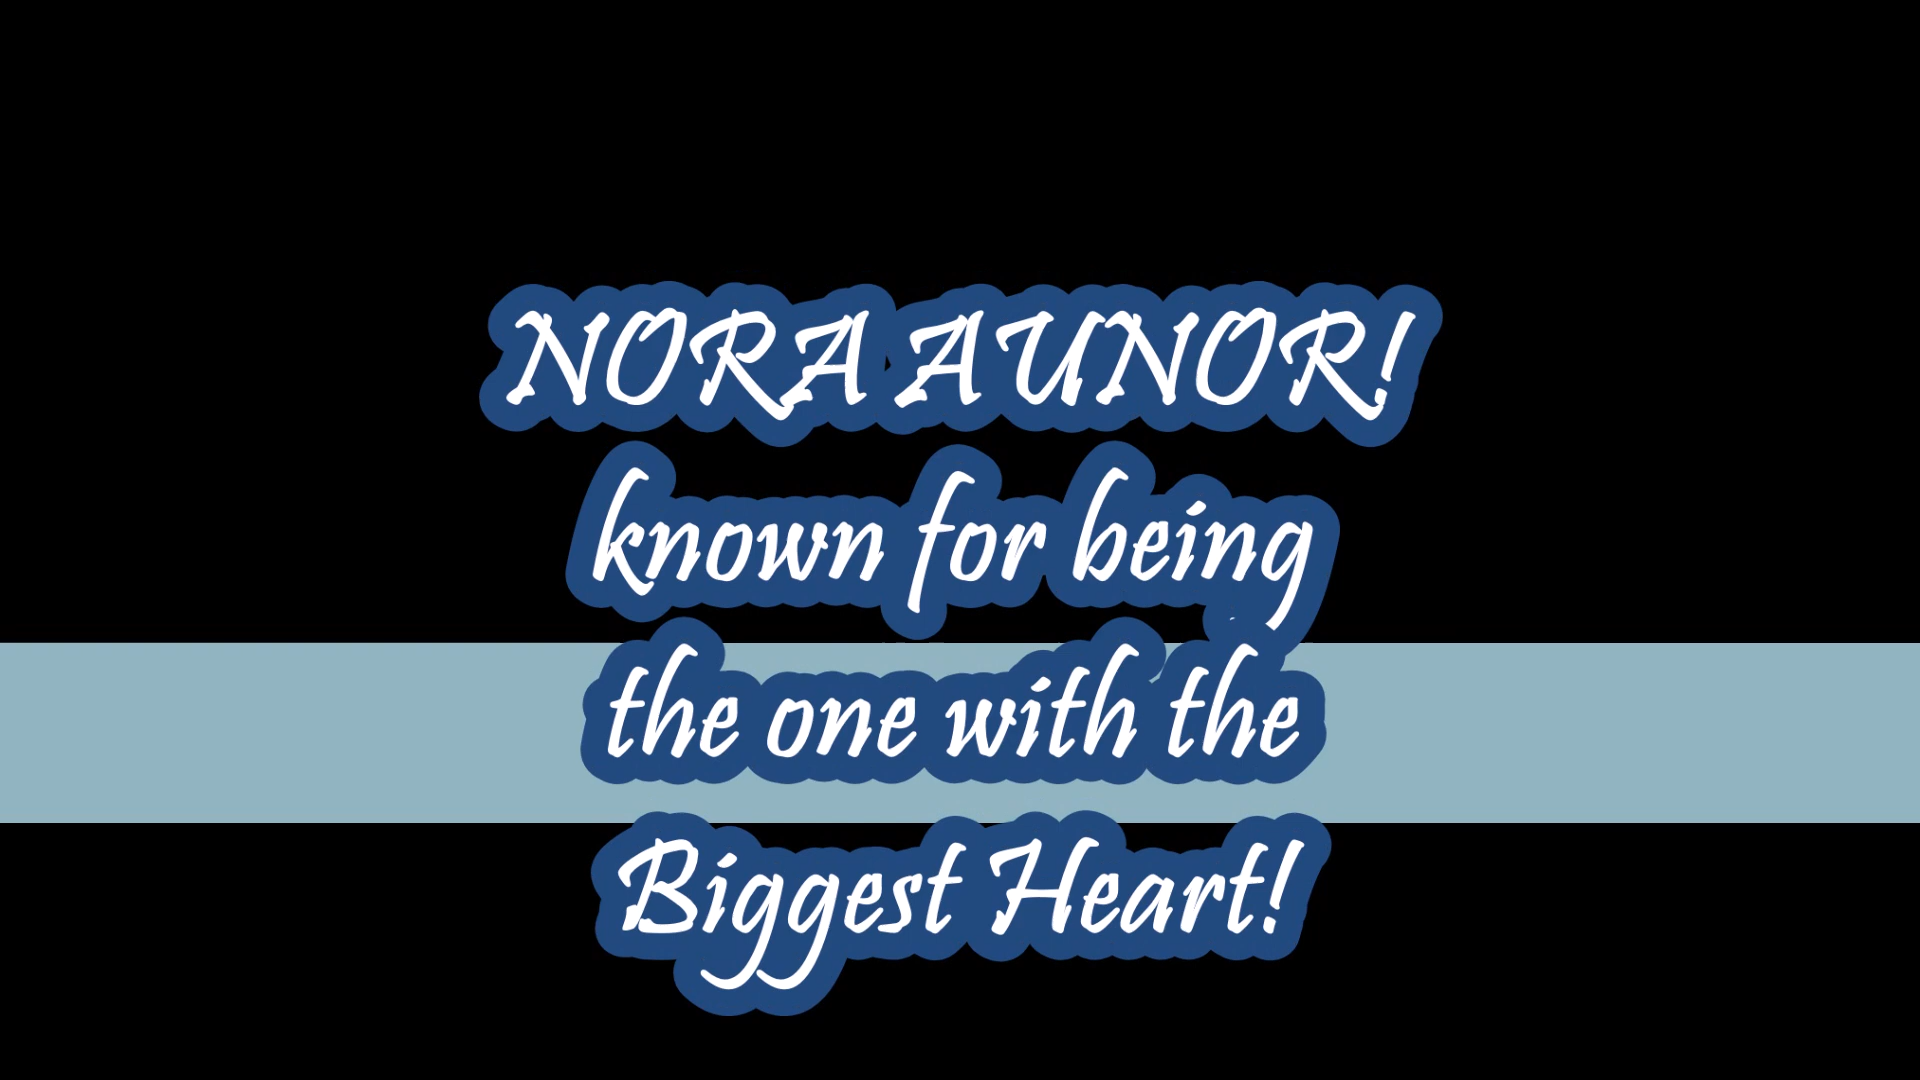 NORA AUNOR!
known for being
the one with the
Biggest Heart!